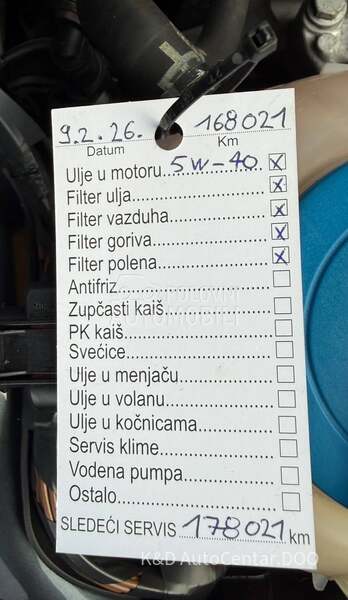 9.2.26. 168021
Datum Km
Ulje u motoru 5W-40 ☒
Filter ulja ☒
Filter vazduha ☒
Filter goriva ☒
Filter polena ☒
Antifriz ☐
Zupčasti kaiš ☐
PK kaiš ☐
Svećice ☐
Ulje u menjaču ☐
Ulje u volanu ☐
Ulje u kočnicama ☐
Servis klime ☐
Vodena pumpa ☐
Ostalo ☐
SLEDEĆI SERVIS 178021 km
K&D AutoCentar DOO